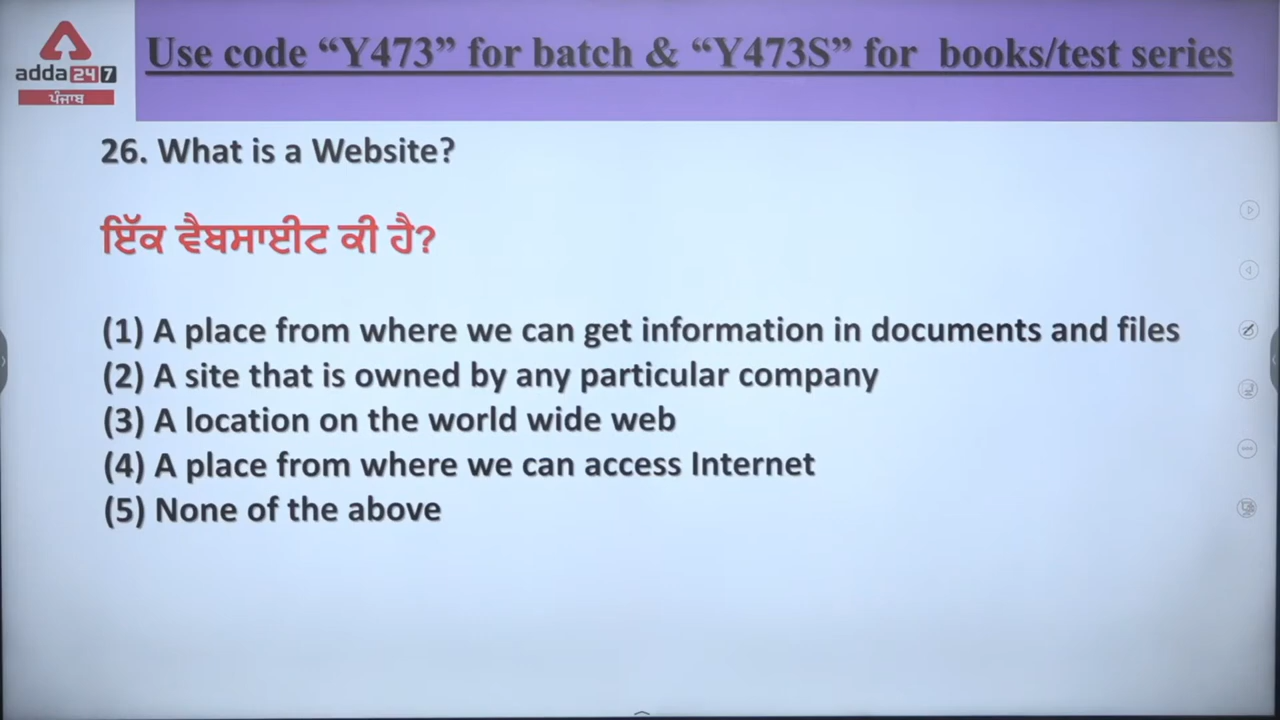 Use code “Y473” for batch & “Y473S” for books/test series
adda 24 7
ਪੰਜਾਬ
26. What is a Website?
ਇੱਕ ਵੈਬਸਾਈਟ ਕੀ ਹੈ?
(1) A place from where we can get information in documents and files
(2) A site that is owned by any particular company
(3) A location on the world wide web
(4) A place from where we can access Internet
(5) None of the above